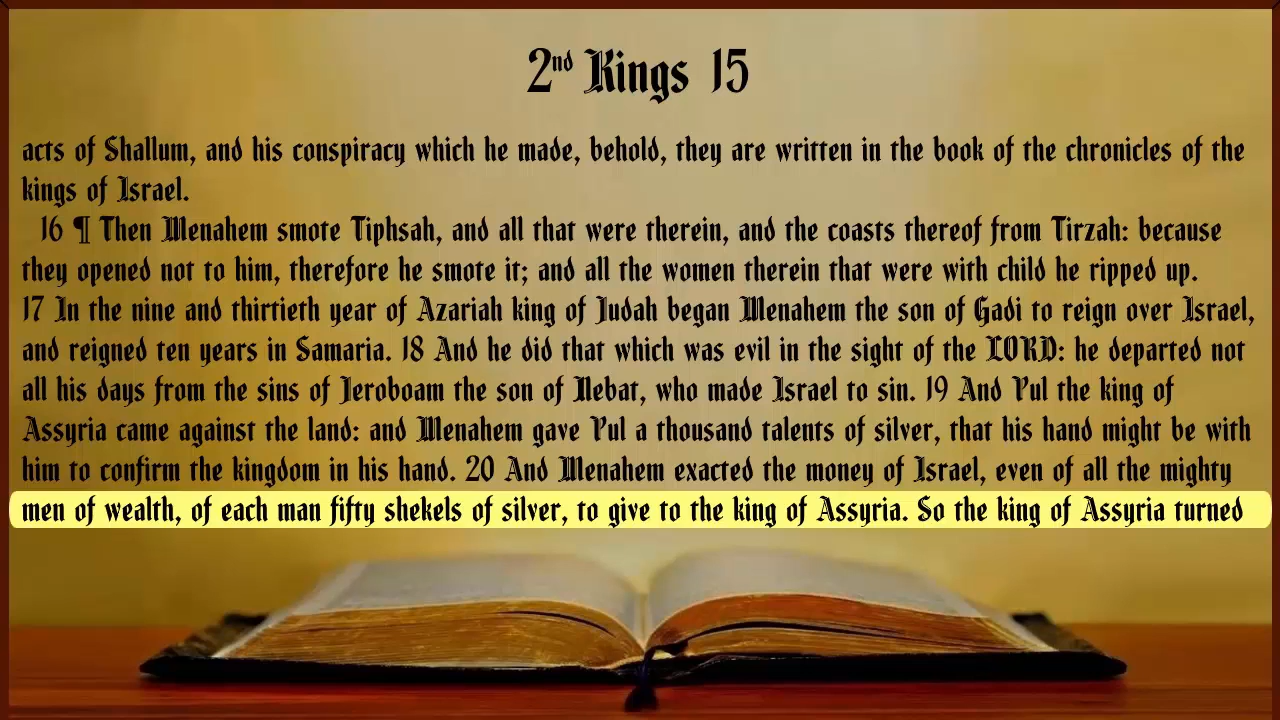 2nd Kings 15
acts of Shallum, and his conspiracy which he made, behold, they are written in the book of the chronicles of the
kings of Israel.
16 ¶ Then Menahem smote Tiphsah, and all that were therein, and the coasts thereof from Tirzah: because
they opened not to him, therefore he smote it; and all the women therein that were with child he ripped up.
17 In the nine and thirtieth year of Azariah king of Judah began Menahem the son of Gadi to reign over Israel,
and reigned ten years in Samaria. 18 And he did that which was evil in the sight of the LORD: he departed not
all his days from the sins of Jeroboam the son of Nebat, who made Israel to sin. 19 And Pul the king of
Assyria came against the land: and Menahem gave Pul a thousand talents of silver, that his hand might be with
him to confirm the kingdom in his hand. 20 And Menahem exacted the money of Israel, even of all the mighty
men of wealth, of each man fifty shekels of silver, to give to the king of Assyria. So the king of Assyria turned